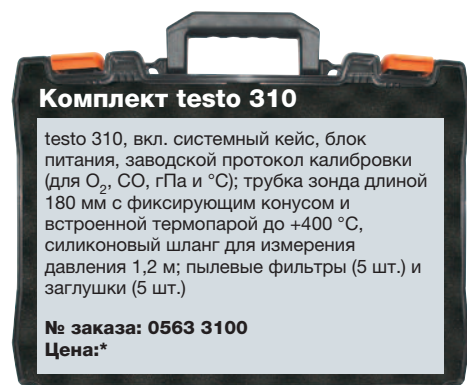 Комплект testo 310
testo 310, вкл. системный кейс, блок
питания, заводской протокол калибровки
(для O₂, CO, гПа и °C); трубка зонда длиной
180 мм с фиксирующим конусом и
встроенной термопарой до +400 °C,
силиконовый шланг для измерения
давления 1,2 м; пылевые фильтры (5 шт.) и
заглушки (5 шт.)
№ заказа: 0563 3100
Цена:*